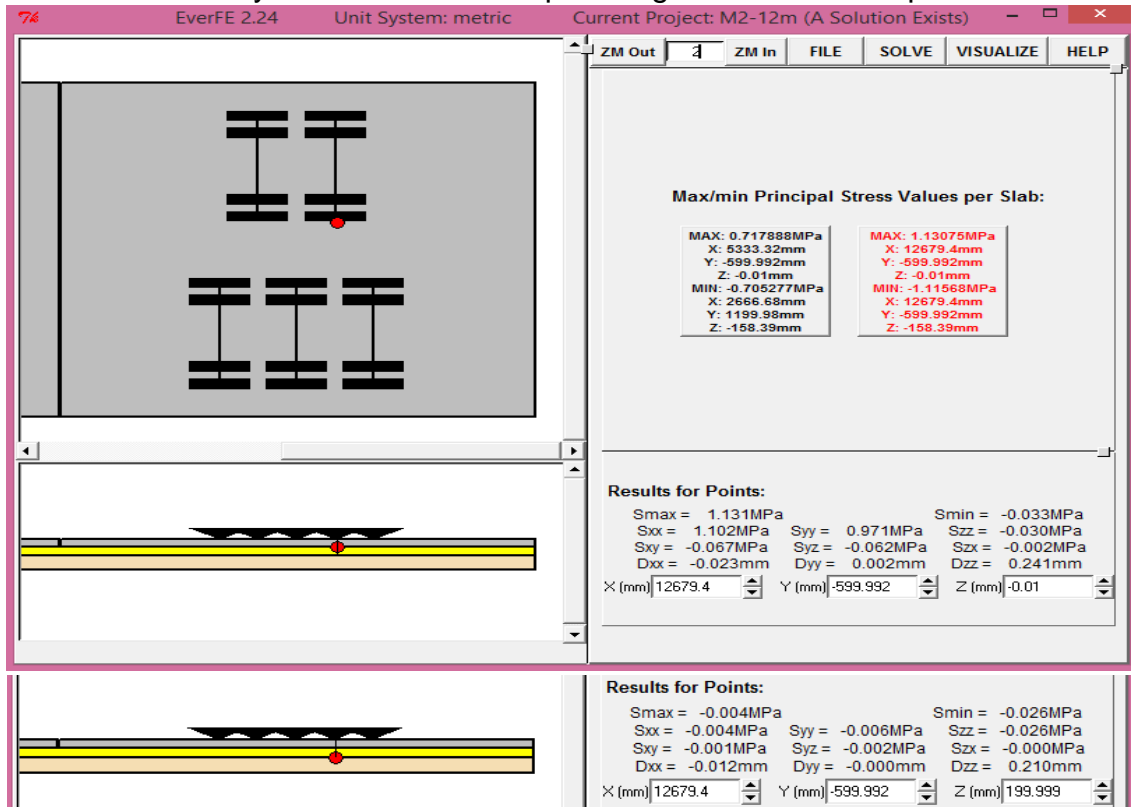 EverFE 2.24 Unit System: metric Current Project: M2-12m (A Solution Exists)
ZM Out 2 ZM In FILE SOLVE VISUALIZE HELP
Max/min Principal Stress Values per Slab:
MAX: 0.717888MPa
X: 5333.32mm
Y: -599.992mm
Z: -0.01mm
MIN: -0.705277MPa
X: 2666.68mm
Y: 1199.98mm
Z: -158.39mm
MAX: 1.13075MPa
X: 12679.4mm
Y: -599.992mm
Z: -0.01mm
MIN: -1.11568MPa
X: 12679.4mm
Y: -599.992mm
Z: -158.39mm
Results for Points:
Smax = 1.131MPa Smin = -0.033MPa
Sxx = 1.102MPa Syy = 0.971MPa Szz = -0.030MPa
Sxy = -0.067MPa Syz = -0.062MPa Szx = -0.002MPa
Dxx = -0.023mm Dyy = 0.002mm Dzz = 0.241mm
X (mm) 12679.4 Y (mm) -599.992 Z (mm) -0.01
Results for Points:
Smax = -0.004MPa Smin = -0.026MPa
Sxx = -0.004MPa Syy = -0.006MPa Szz = -0.026MPa
Sxy = -0.001MPa Syz = -0.002MPa Szx = -0.000MPa
Dxx = -0.012mm Dyy = -0.000mm Dzz = 0.210mm
X (mm) 12679.4 Y (mm) -599.992 Z (mm) 199.999